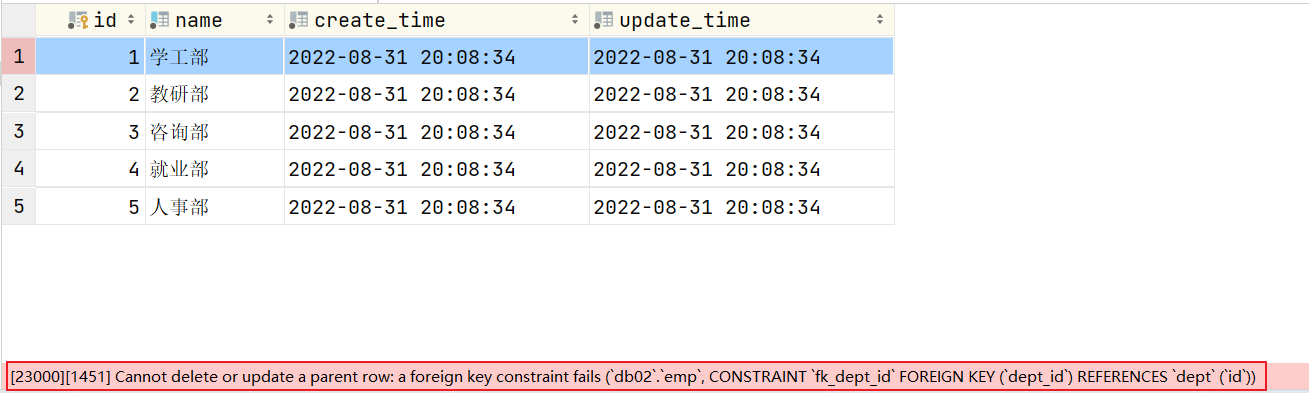 id name create_time update_time
1 1 学工部 2022-08-31 20:08:34 2022-08-31 20:08:34
2 2 教研部 2022-08-31 20:08:34 2022-08-31 20:08:34
3 3 咨询部 2022-08-31 20:08:34 2022-08-31 20:08:34
4 4 就业部 2022-08-31 20:08:34 2022-08-31 20:08:34
5 5 人事部 2022-08-31 20:08:34 2022-08-31 20:08:34
[23000][1451] Cannot delete or update a parent row: a foreign key constraint fails (`db02`.`emp`, CONSTRAINT `fk_dept_id` FOREIGN KEY (`dept_id`) REFERENCES `dept` (`id`))